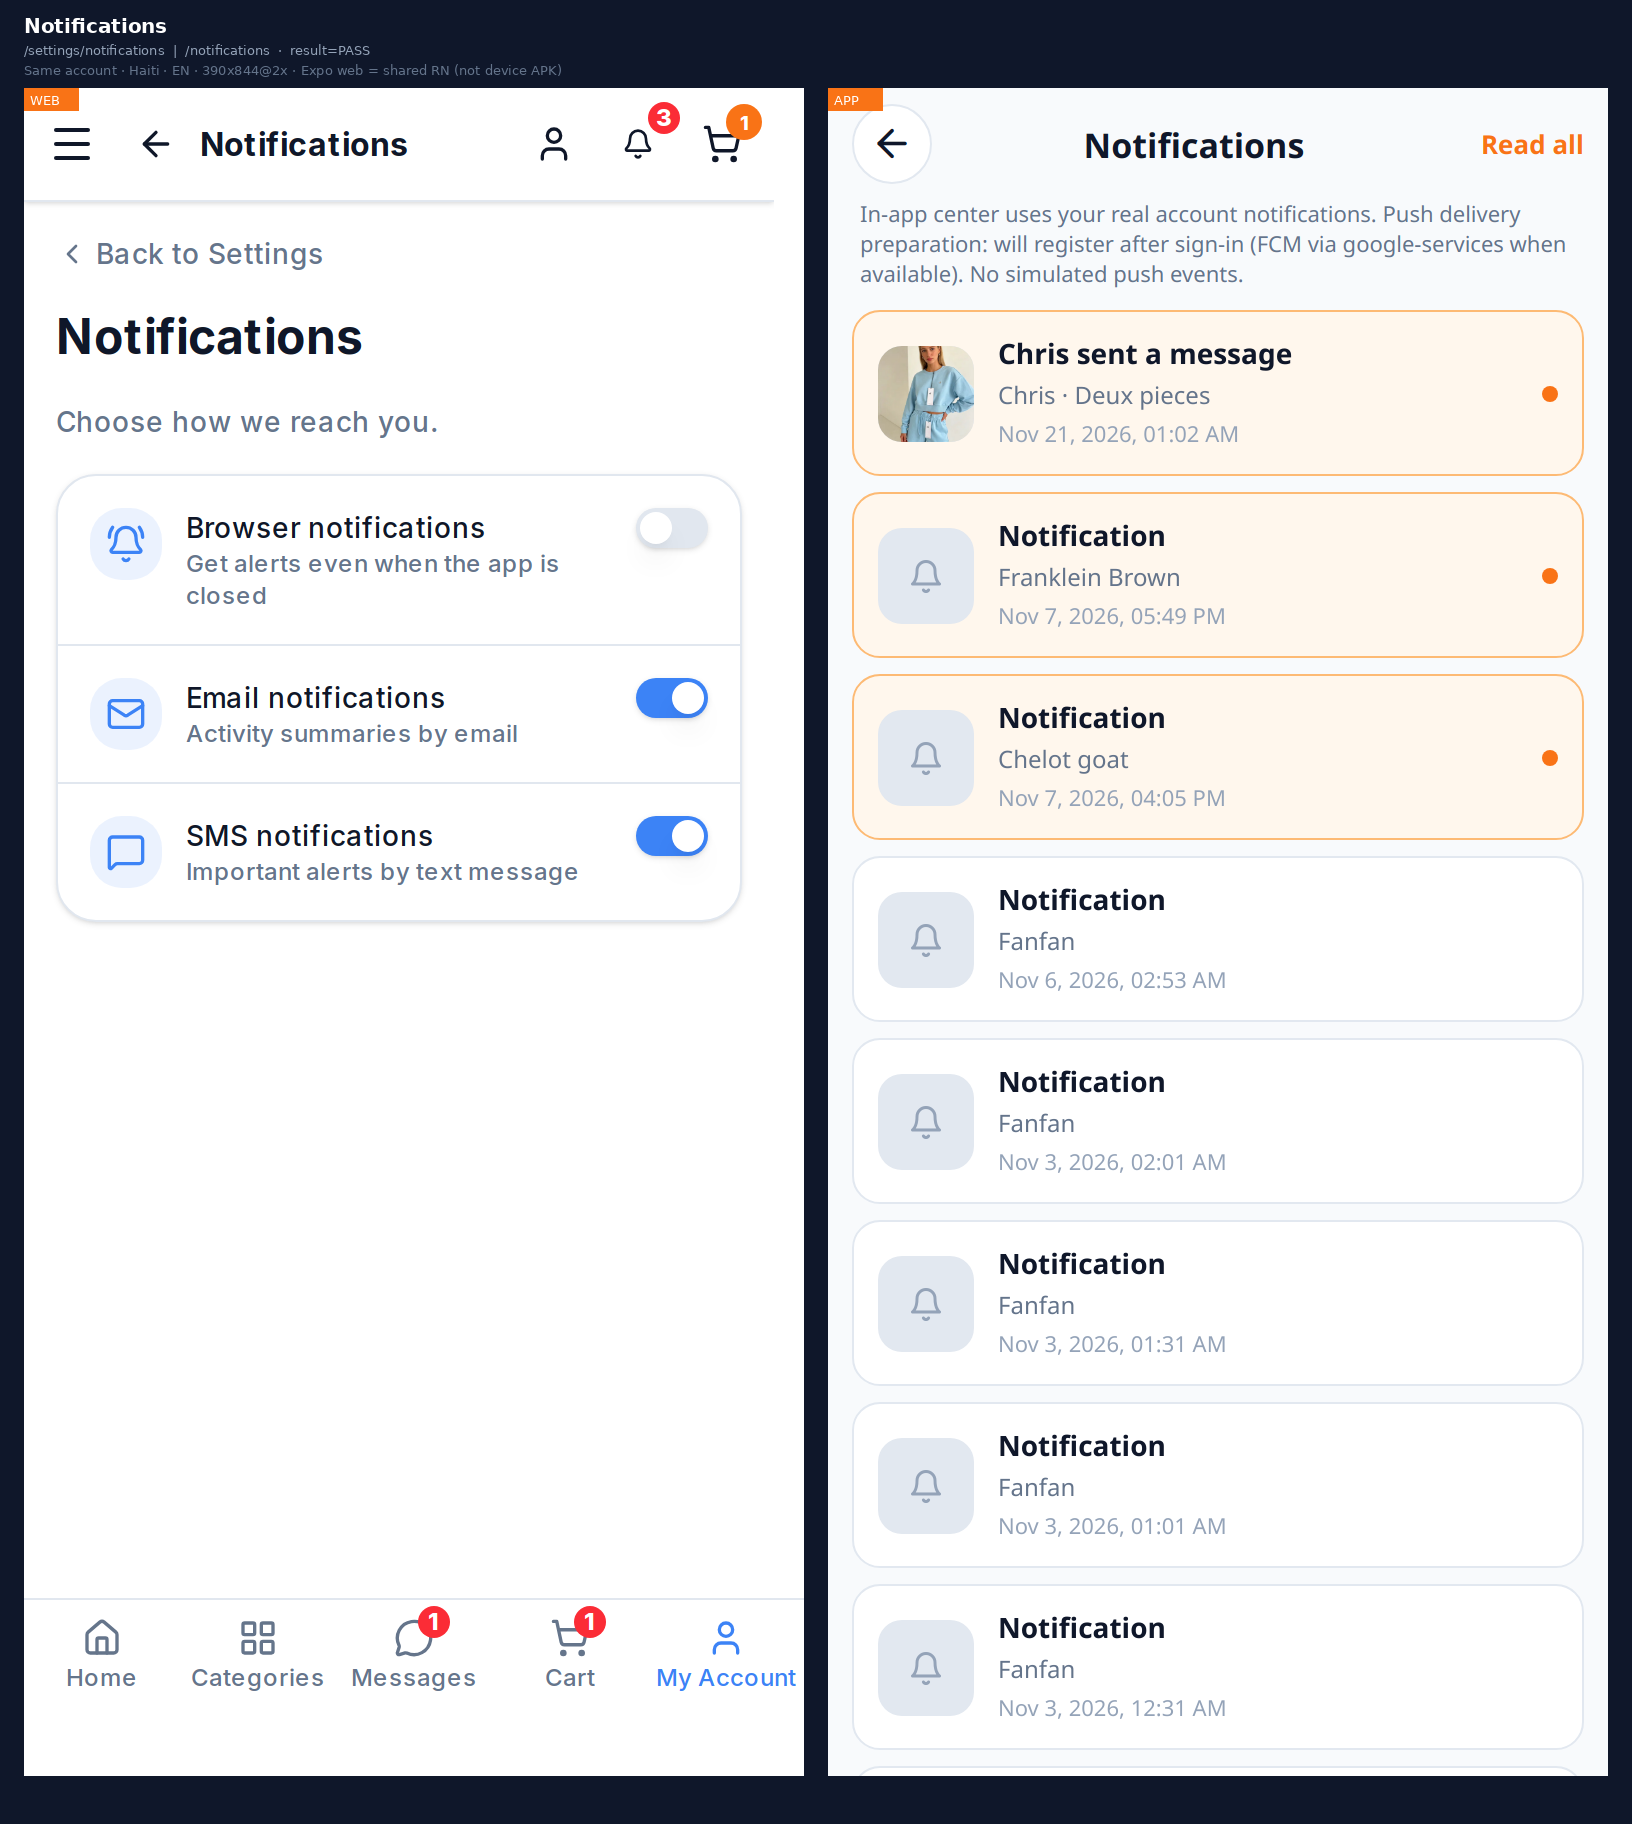 Notifications
/settings/notifications | /notifications · result=PASS
Same account · Haiti · EN · 390x844@2x · Expo web = shared RN (not device APK)
WEB
Notifications
3
1
Back to Settings
Notifications
Choose how we reach you.
Browser notifications
Get alerts even when the app is
closed
Email notifications
Activity summaries by email
SMS notifications
Important alerts by text message
1
1
Home
Categories
Messages
Cart
My Account
APP
Notifications
Read all
In-app center uses your real account notifications. Push delivery
preparation: will register after sign-in (FCM via google-services when
available). No simulated push events.
Chris sent a message
Chris · Deux pieces
Nov 21, 2026, 01:02 AM
Notification
Franklein Brown
Nov 7, 2026, 05:49 PM
Notification
Chelot goat
Nov 7, 2026, 04:05 PM
Notification
Fanfan
Nov 6, 2026, 02:53 AM
Notification
Fanfan
Nov 3, 2026, 02:01 AM
Notification
Fanfan
Nov 3, 2026, 01:31 AM
Notification
Fanfan
Nov 3, 2026, 01:01 AM
Notification
Fanfan
Nov 3, 2026, 12:31 AM